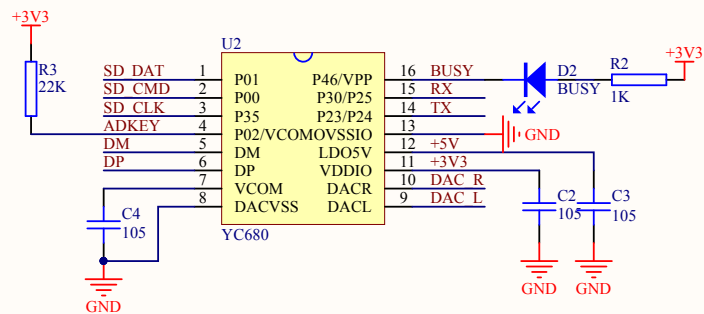 +3V3
U2
+3V3
R3
22K
SD_DAT 1 P01 P46/VPP 16 BUSY D2 R2
SD_CMD 2 P00 P30/P25 15 RX BUSY 1K
SD_CLK 3 P35 P23/P24 14 TX
ADKEY 4 P02/VCOMO VSSIO 13 GND
DM 5 DM LDO5V 12 +5V
DP 6 DP VDDIO 11 +3V3
7 VCOM DACR 10 DAC_R
8 DACVSS DACL 9 DAC_L
C4 C2 C3
105 105 105
YC680
GND GND GND